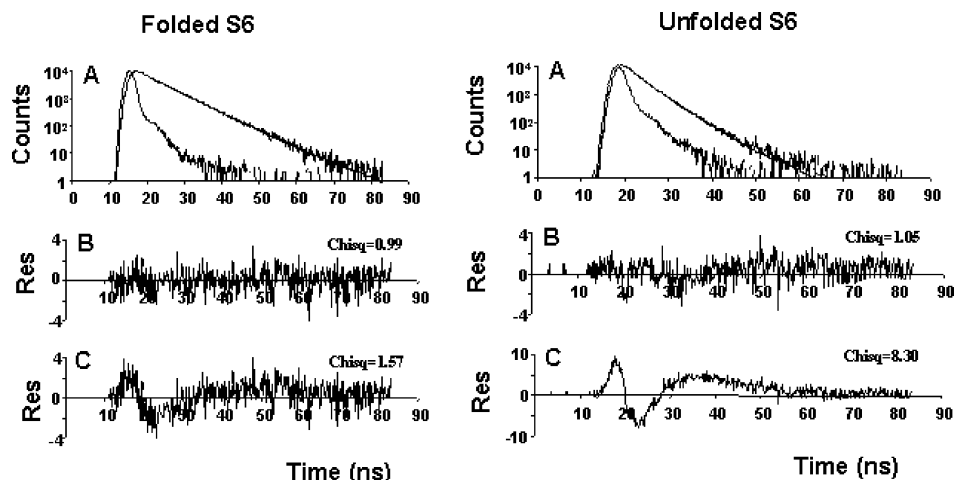 Folded S6
Unfolded S6
A
Counts
10⁴
10³
10²
10
1
0 10 20 30 40 50 60 70 80 90
A
Counts
10⁴
10³
10²
10
1
0 10 20 30 40 50 60 70 80 90
B
Chisq=0.99
Res
4
0
-4
10 20 30 40 50 60 70 80 90
B
Chisq=1.05
Res
4
0
-4
10 20 30 40 50 60 70 80 90
C
Chisq=1.57
Res
4
0
-4
10 20 30 40 50 60 70 80 90
C
Chisq=8.30
Res
10
0
-10
10 20 30 40 50 60 70 80 90
Time (ns)
Time (ns)